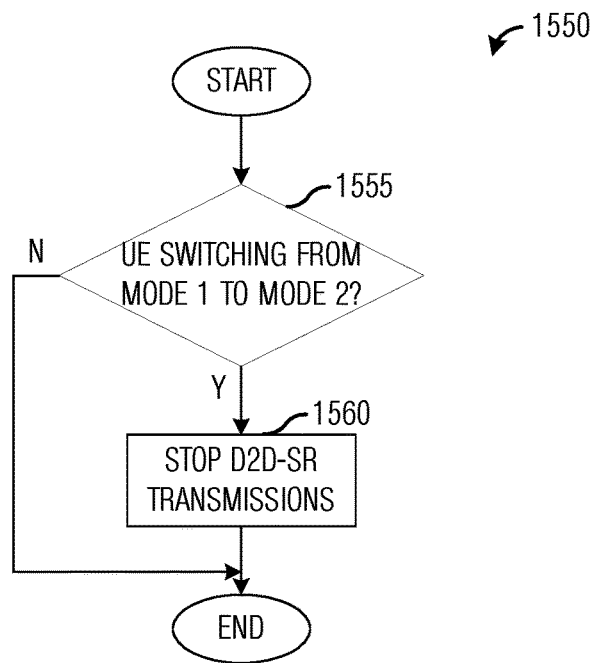 1550
START
1555
N
UE SWITCHING FROM
MODE 1 TO MODE 2?
Y
1560
STOP D2D-SR
TRANSMISSIONS
END